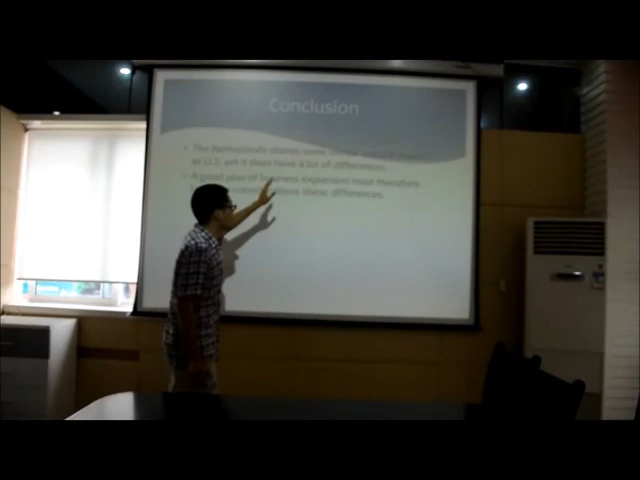 Conclusion
• The Netherlands shares some
as U.S, yet it does have a lot of differences
• A good plan of business expansion must therefore
these differences.